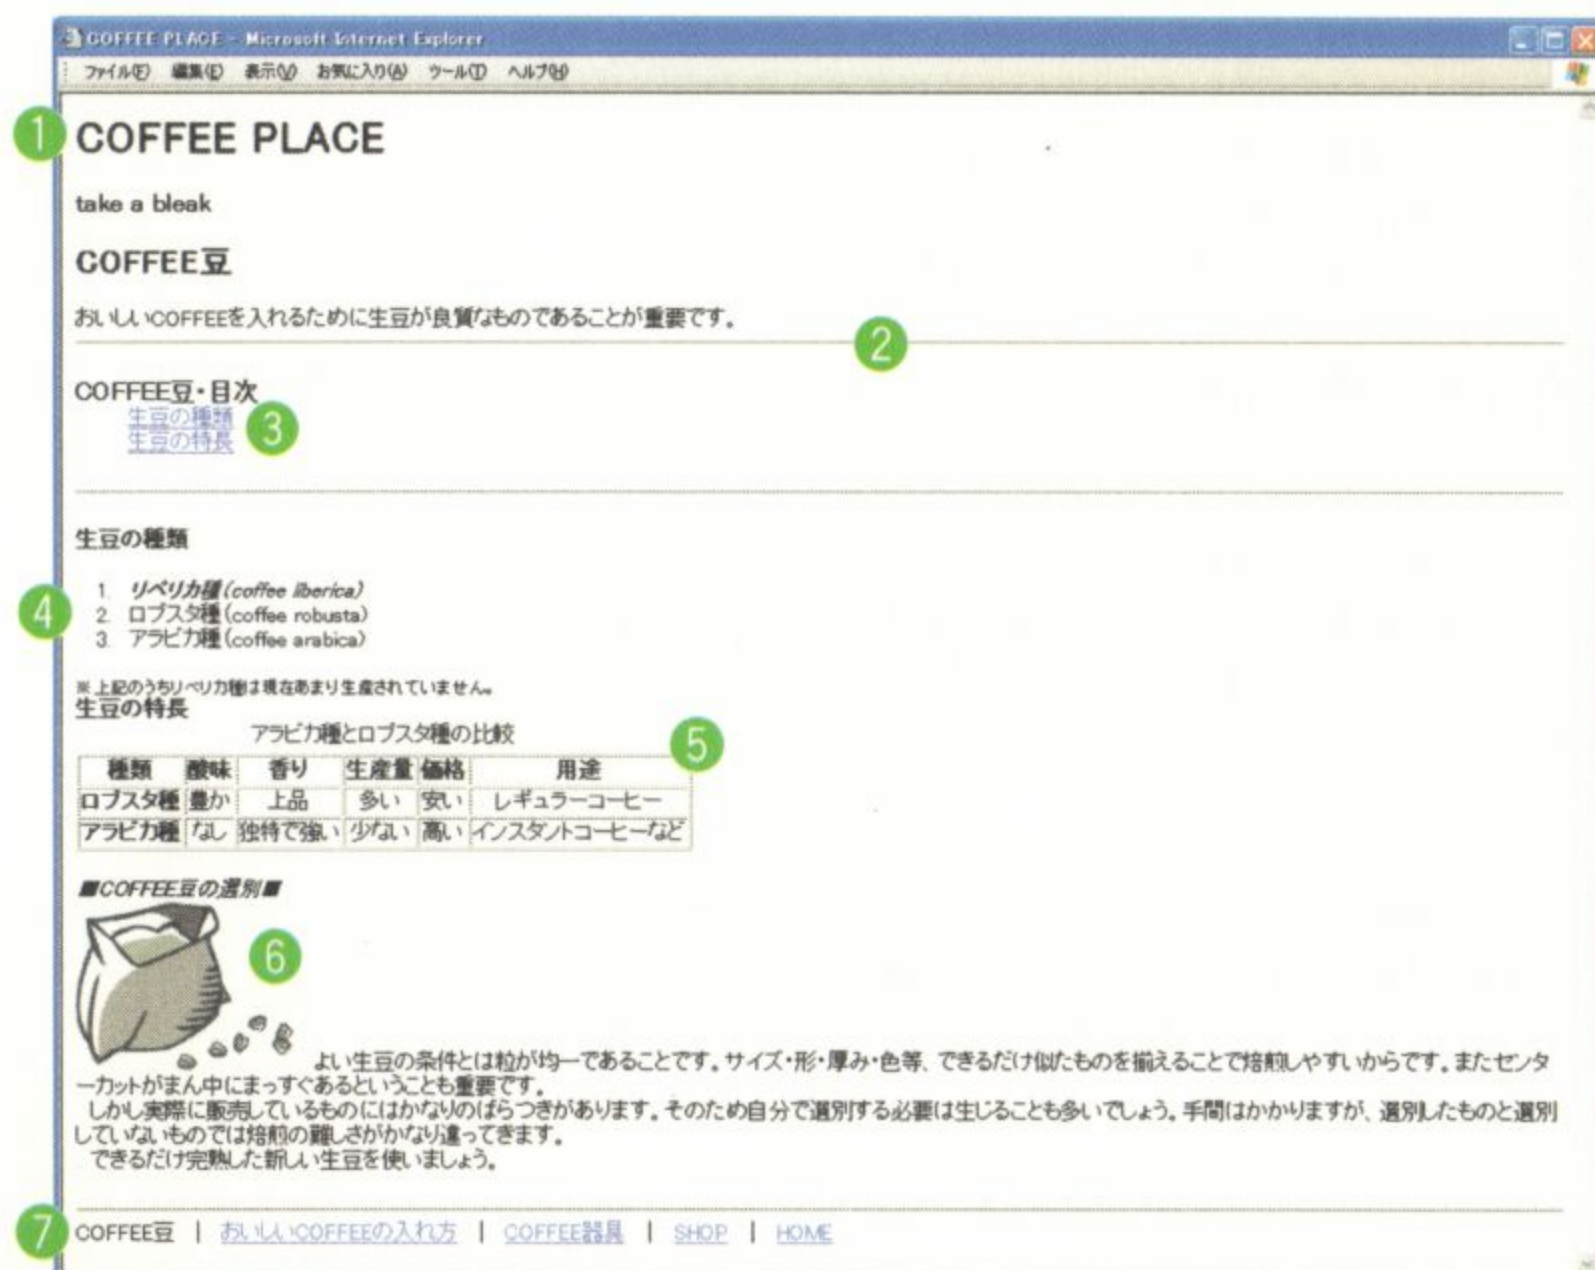 COFFEE PLACE - Microsoft Internet Explorer
ファイル(F) 編集(E) 表示(V) お気に入り(A) ツール(T) ヘルプ(H)
1 COFFEE PLACE
take a bleak
COFFEE豆
おいしいCOFFEEを入れるために生豆が良質なものであることが重要です。
2
COFFEE豆・目次
生豆の種類
生豆の特長
3
生豆の種類
4
1. リベリカ種(coffee liberica)
2. ロブスタ種(coffee robusta)
3. アラビカ種(coffee arabica)
※上記のうちリベリカ種は現在あまり生産されていません。
生豆の特長
アラビカ種とロブスタ種の比較
5
種類 酸味 香り 生産量 価格 用途
ロブスタ種 豊か 上品 多い 安い レギュラーコーヒー
アラビカ種 なし 独特で強い 少ない 高い インスタントコーヒーなど
■COFFEE豆の選別■
6
よい生豆の条件とは粒が均一であることです。サイズ・形・厚み・色等、できるだけ似たものを揃えることで焙煎しやすいからです。またセンタ
ーカットがまん中にまっすぐあるということも重要です。
しかし実際に販売しているものにはかなりのばらつきがあります。そのため自分で選別する必要は生じることも多いでしょう。手間はかかりますが、選別したものと選別
していないものでは焙煎の難しさがかなり違ってきます。
できるだけ完熟した新しい生豆を使いましょう。
7 COFFEE豆 | おいしいCOFFEEの入れ方 | COFFEE器具 | SHOP | HOME